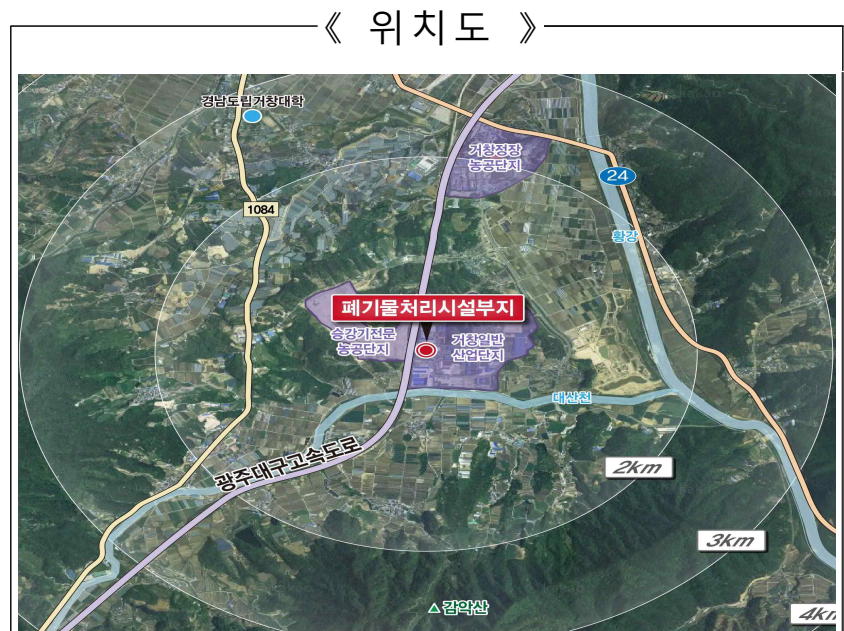 《 위치도 》
경남도립거창대학
거창정장
농공단지
24
1084
황강
폐기물처리시설부지
승강기전문
농공단지
거창일반
산업단지
대산천
광주대구고속도로
2km
3km
감악산
4km